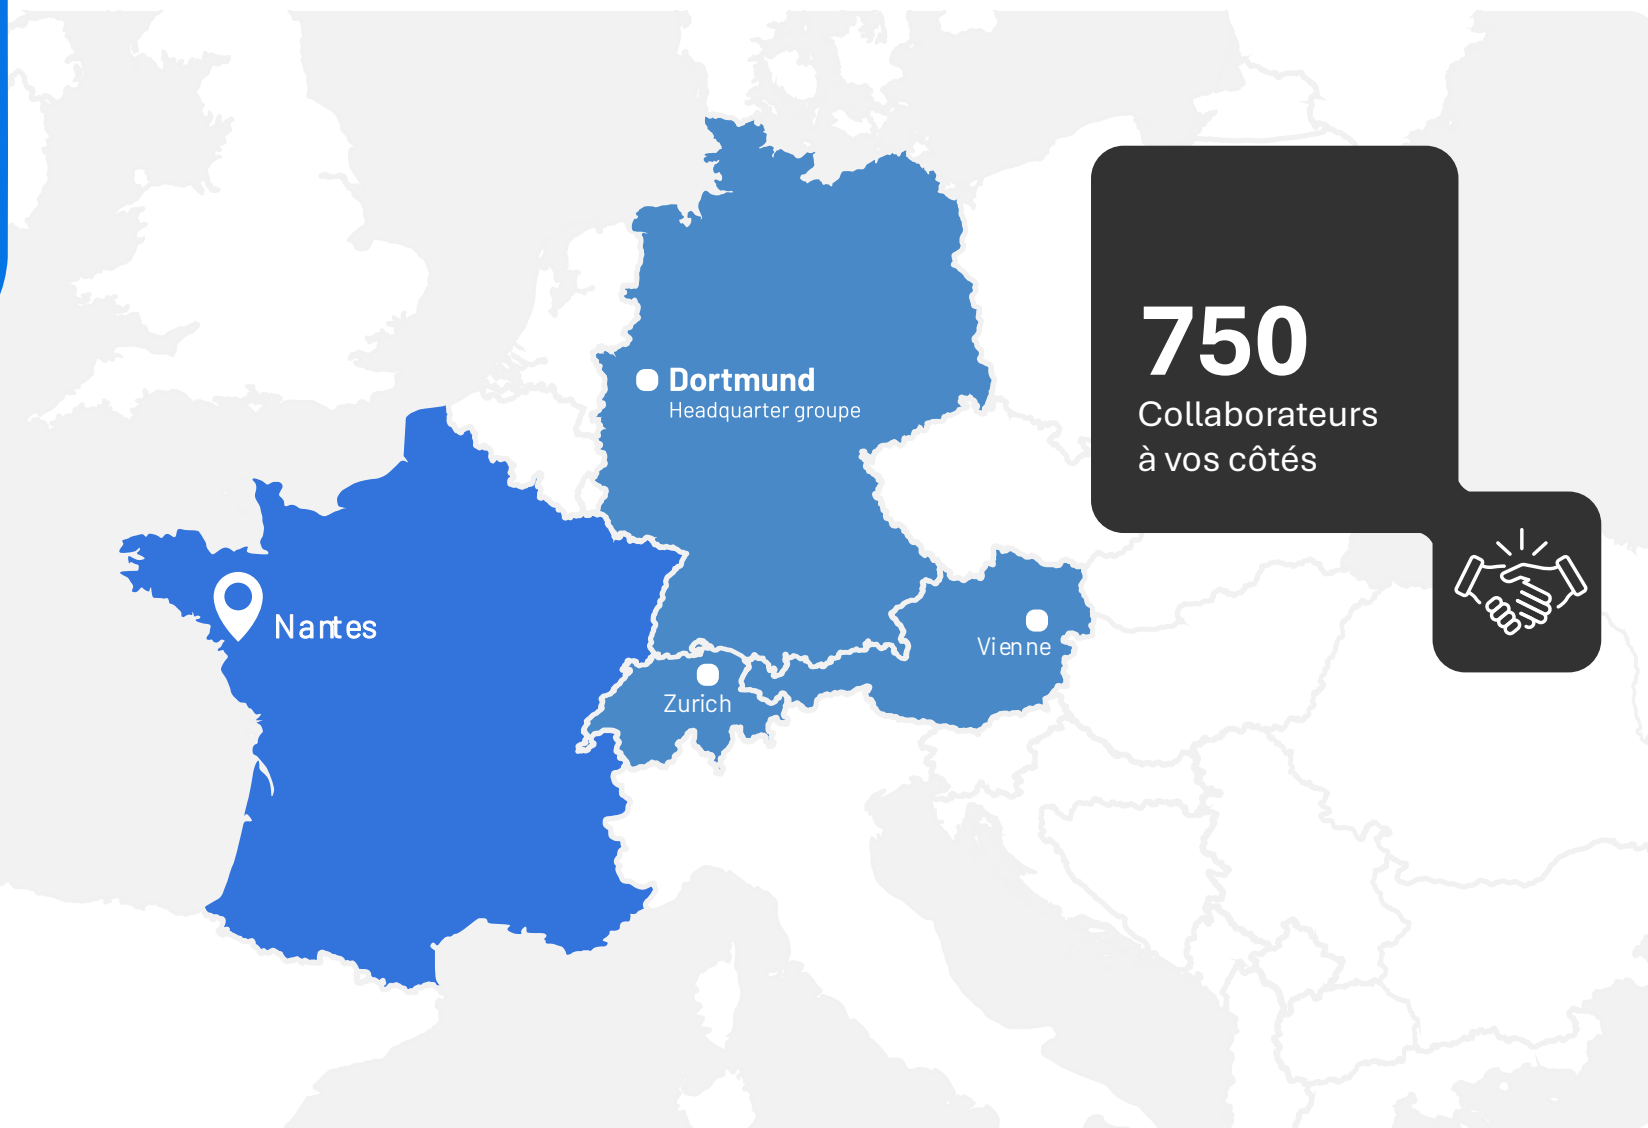 750
Collaborateurs
à vos côtés
Dortmund
Headquarter groupe
Nantes
Vienne
Zurich